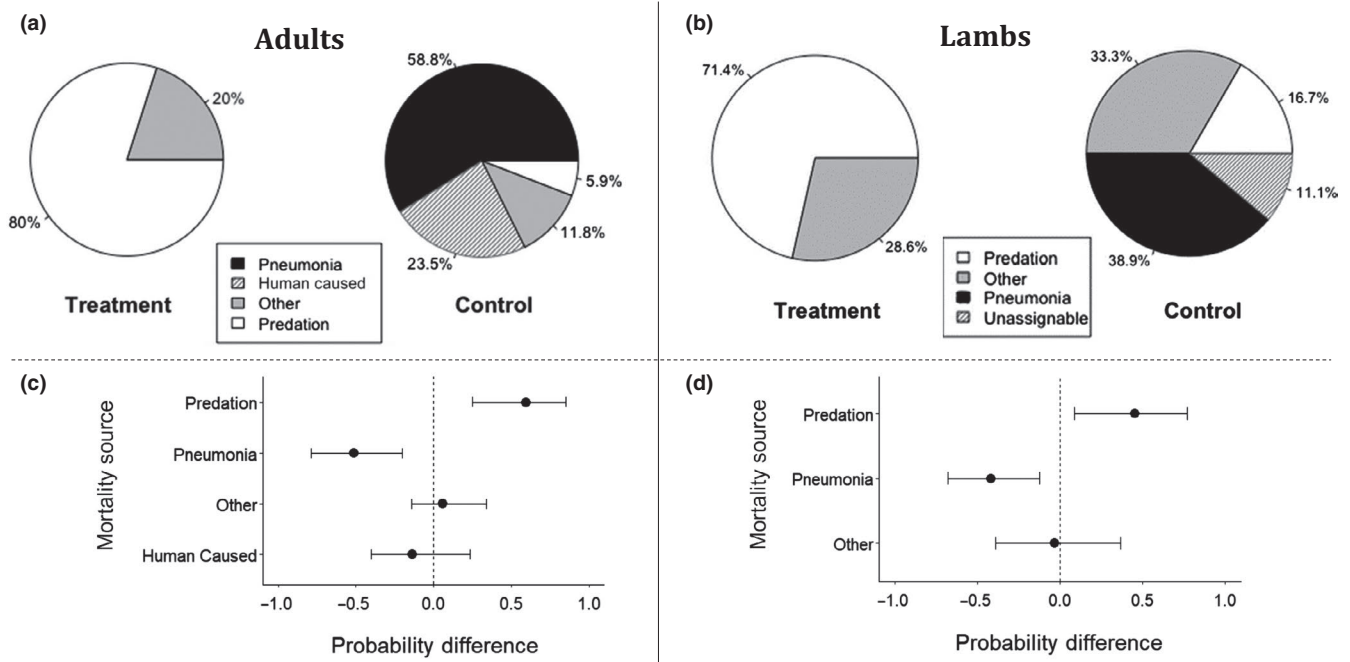 (a)
Adults
58.8%
20%
5.9%
80%
11.8%
23.5%
Pneumonia
Human caused
Other
Predation
Treatment
Control
(b)
Lambs
71.4%
33.3%
16.7%
11.1%
28.6%
38.9%
Predation
Other
Pneumonia
Unassignable
Treatment
Control
(c)
Mortality source
Predation
Pneumonia
Other
Human Caused
−1.0 −0.5 0.0 0.5 1.0
Probability difference
(d)
Mortality source
Predation
Pneumonia
Other
−1.0 −0.5 0.0 0.5 1.0
Probability difference